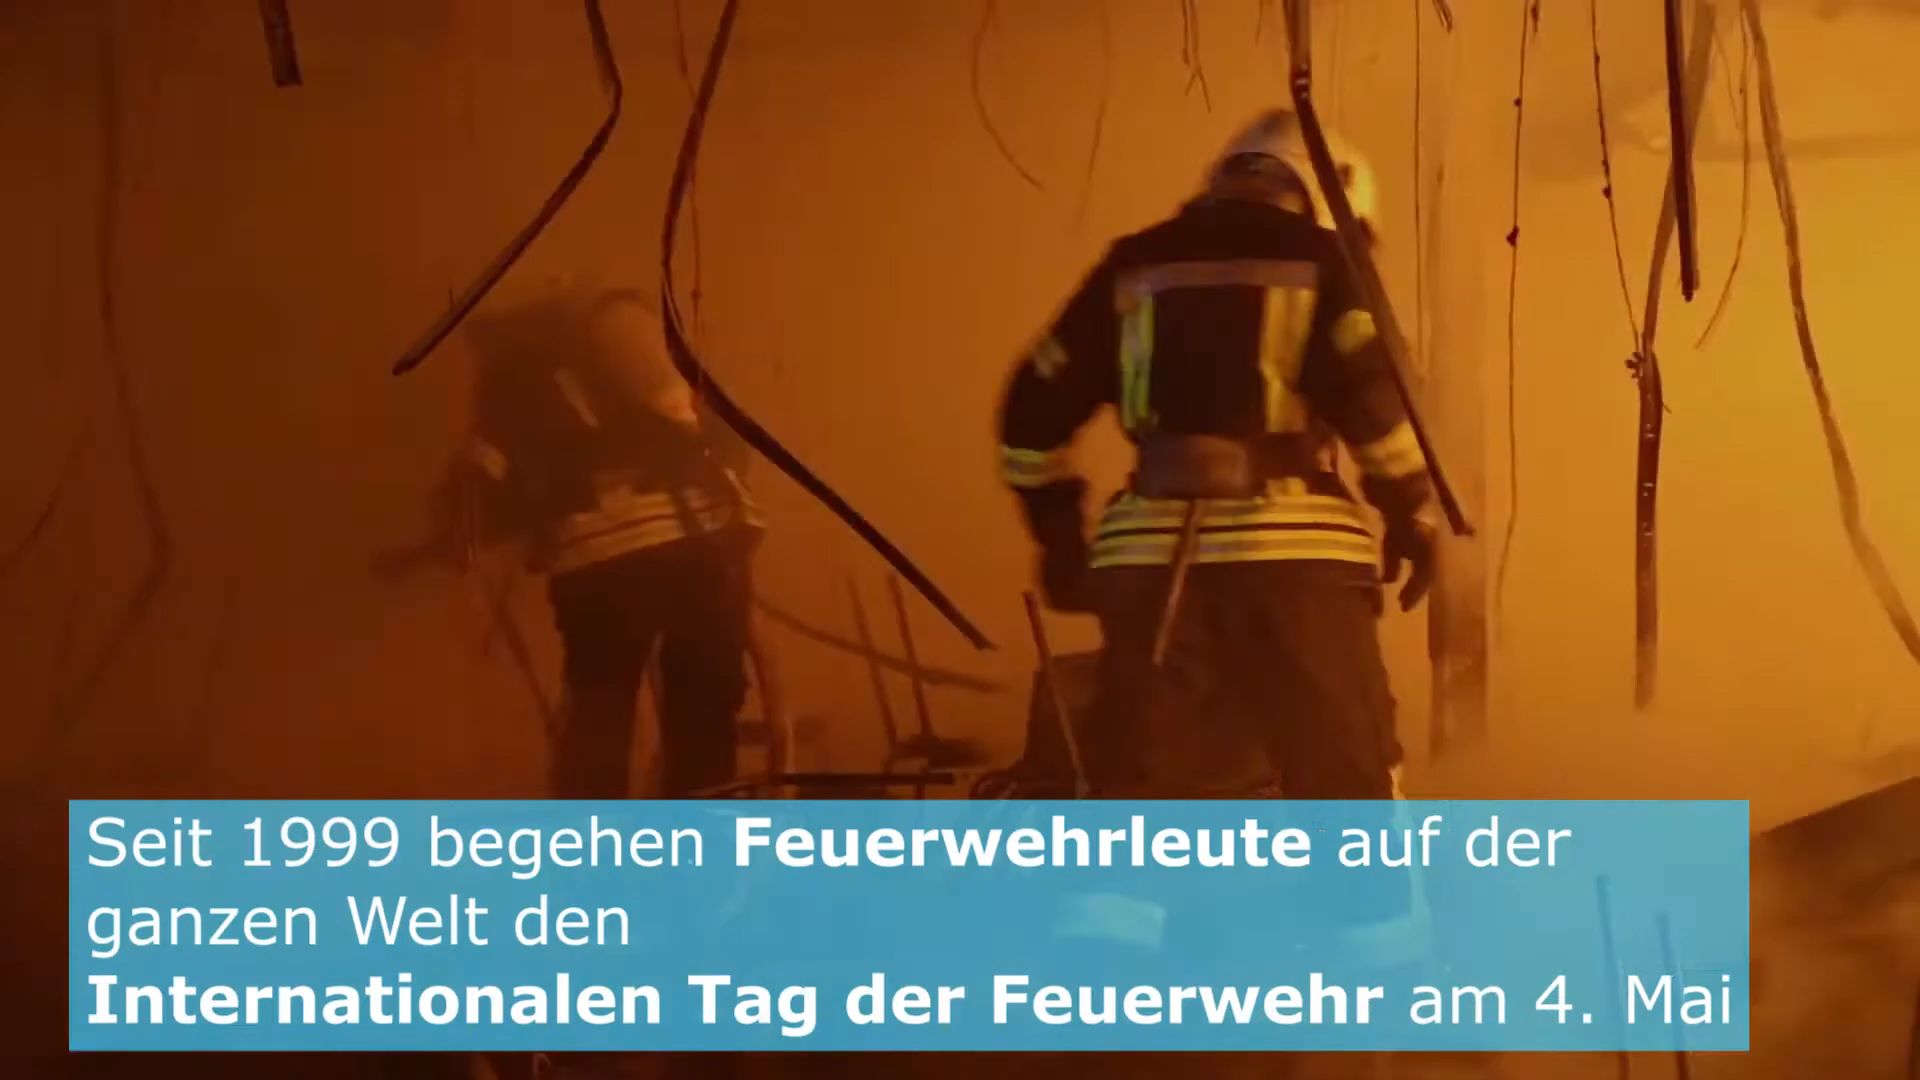 Seit 1999 begehen Feuerwehrleute auf der
ganzen Welt den
Internationalen Tag der Feuerwehr am 4. Mai